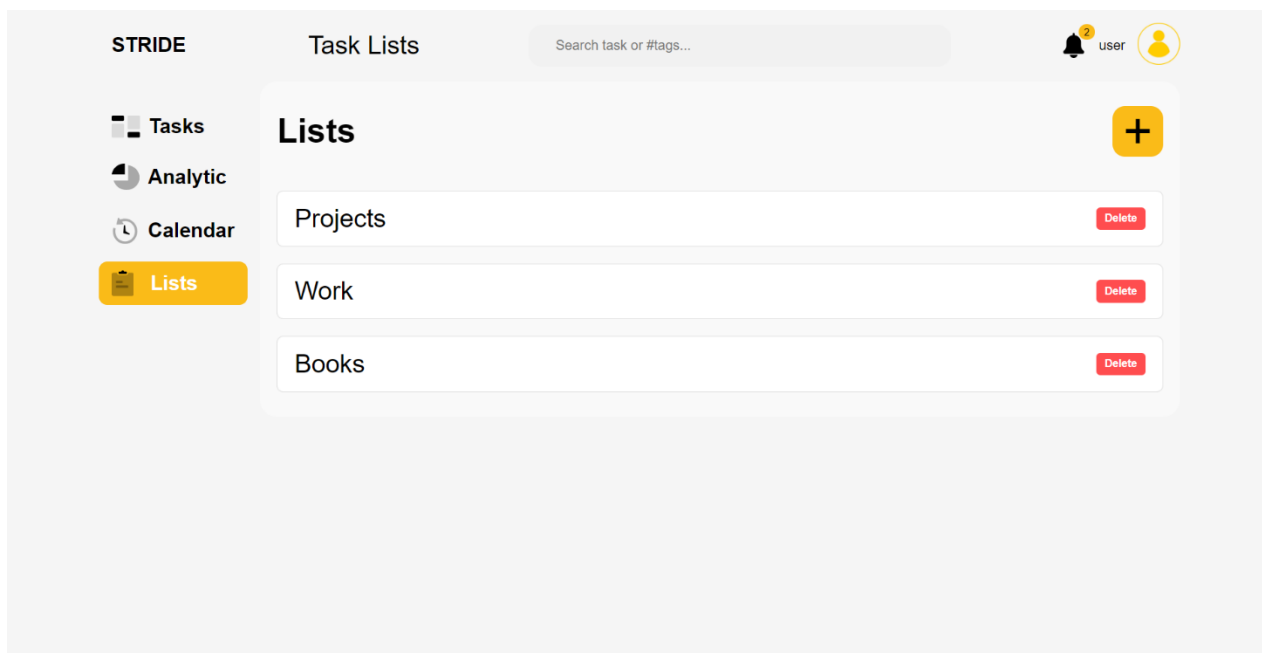 STRIDE
Task Lists
Search task or #tags...
2
user
Tasks
Analytic
Calendar
Lists
Lists
+
Projects
Delete
Work
Delete
Books
Delete